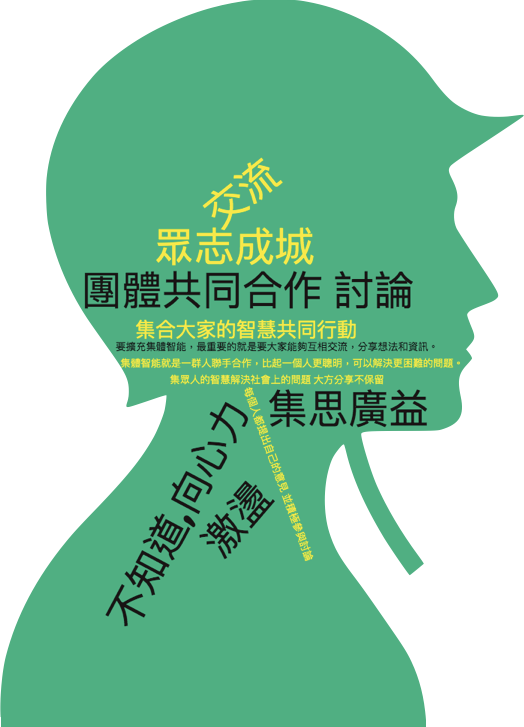 交流
眾志成城
團體共同合作 討論
集合大家的智慧共同行動
要擴充集體智能，最重要的就是要大家能夠互相交流，分享想法和資訊。
集體智能就是一群人聯手合作，比起一個人更聰明，可以解決更困難的問題。
集眾人的智慧解決社會上的問題 大方分享不保留
集思廣益
每個人都提出自己的意見 並積極參與討論
不知道,向心力
激盪